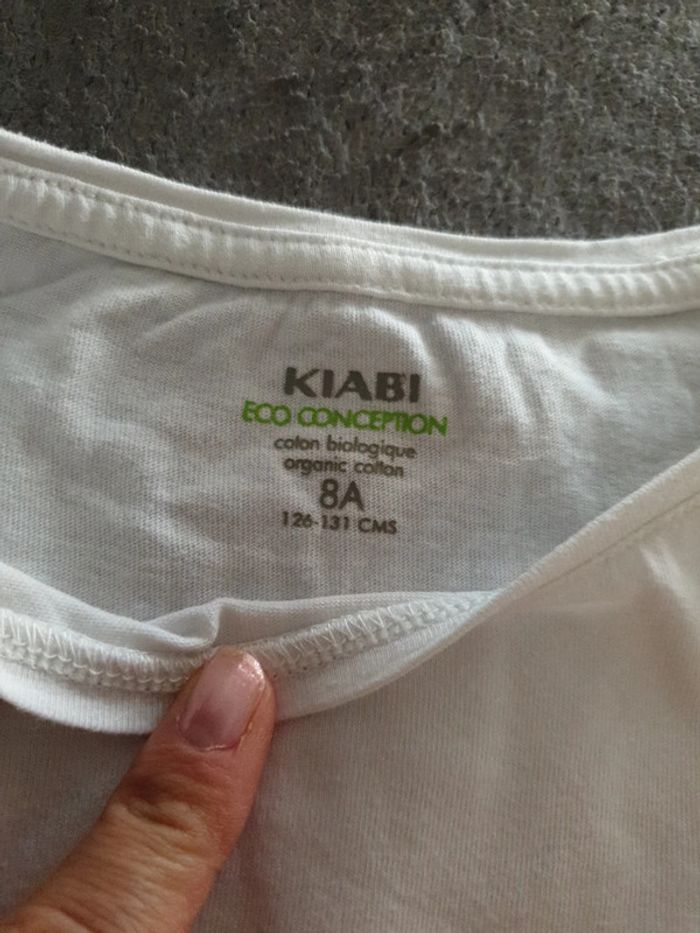 KIABI
ECO CONCEPTION
coton biologique
organic cotton
8A
126-131 CMS